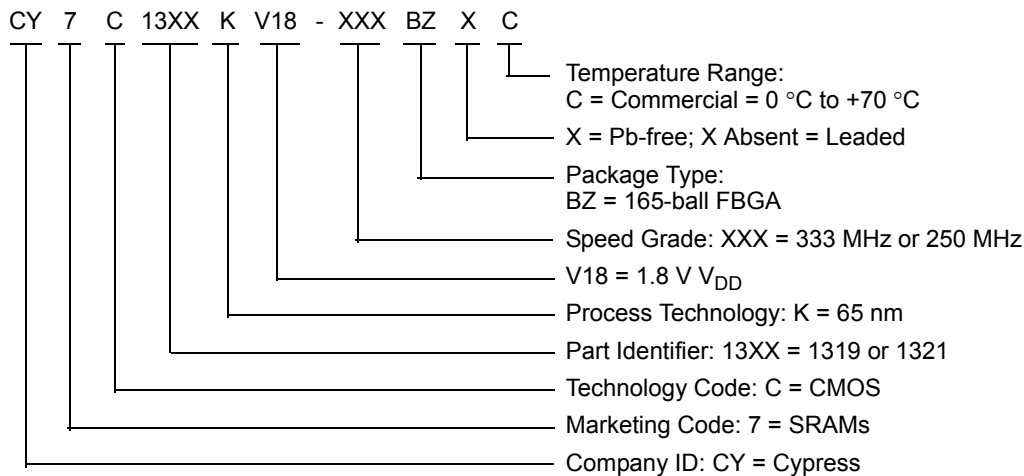 CY 7 C 13XX K V18 - XXX BZ X C
Temperature Range:
C = Commercial = 0 °C to +70 °C
X = Pb-free; X Absent = Leaded
Package Type:
BZ = 165-ball FBGA
Speed Grade: XXX = 333 MHz or 250 MHz
V18 = 1.8 V VDD
Process Technology: K = 65 nm
Part Identifier: 13XX = 1319 or 1321
Technology Code: C = CMOS
Marketing Code: 7 = SRAMs
Company ID: CY = Cypress